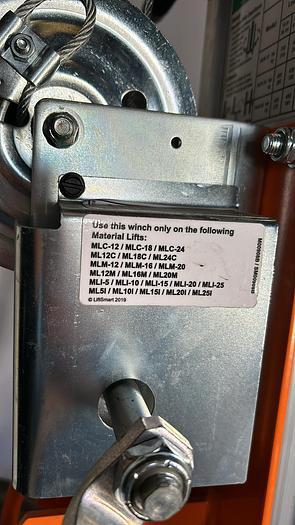 Use this winch only on the following
Material Lifts:
MLC-12 / MLC-18 / MLC-24
ML12C / ML18C / ML24C
MLM-12 / MLM-16 / MLM-20
ML12M / ML16M / ML20M
MLI-5 / MLI-10 / MLI-15 / MLI-20 / MLI-25
ML5I / ML10I / ML15I / ML20I / ML25I
© LiftSmart 2019